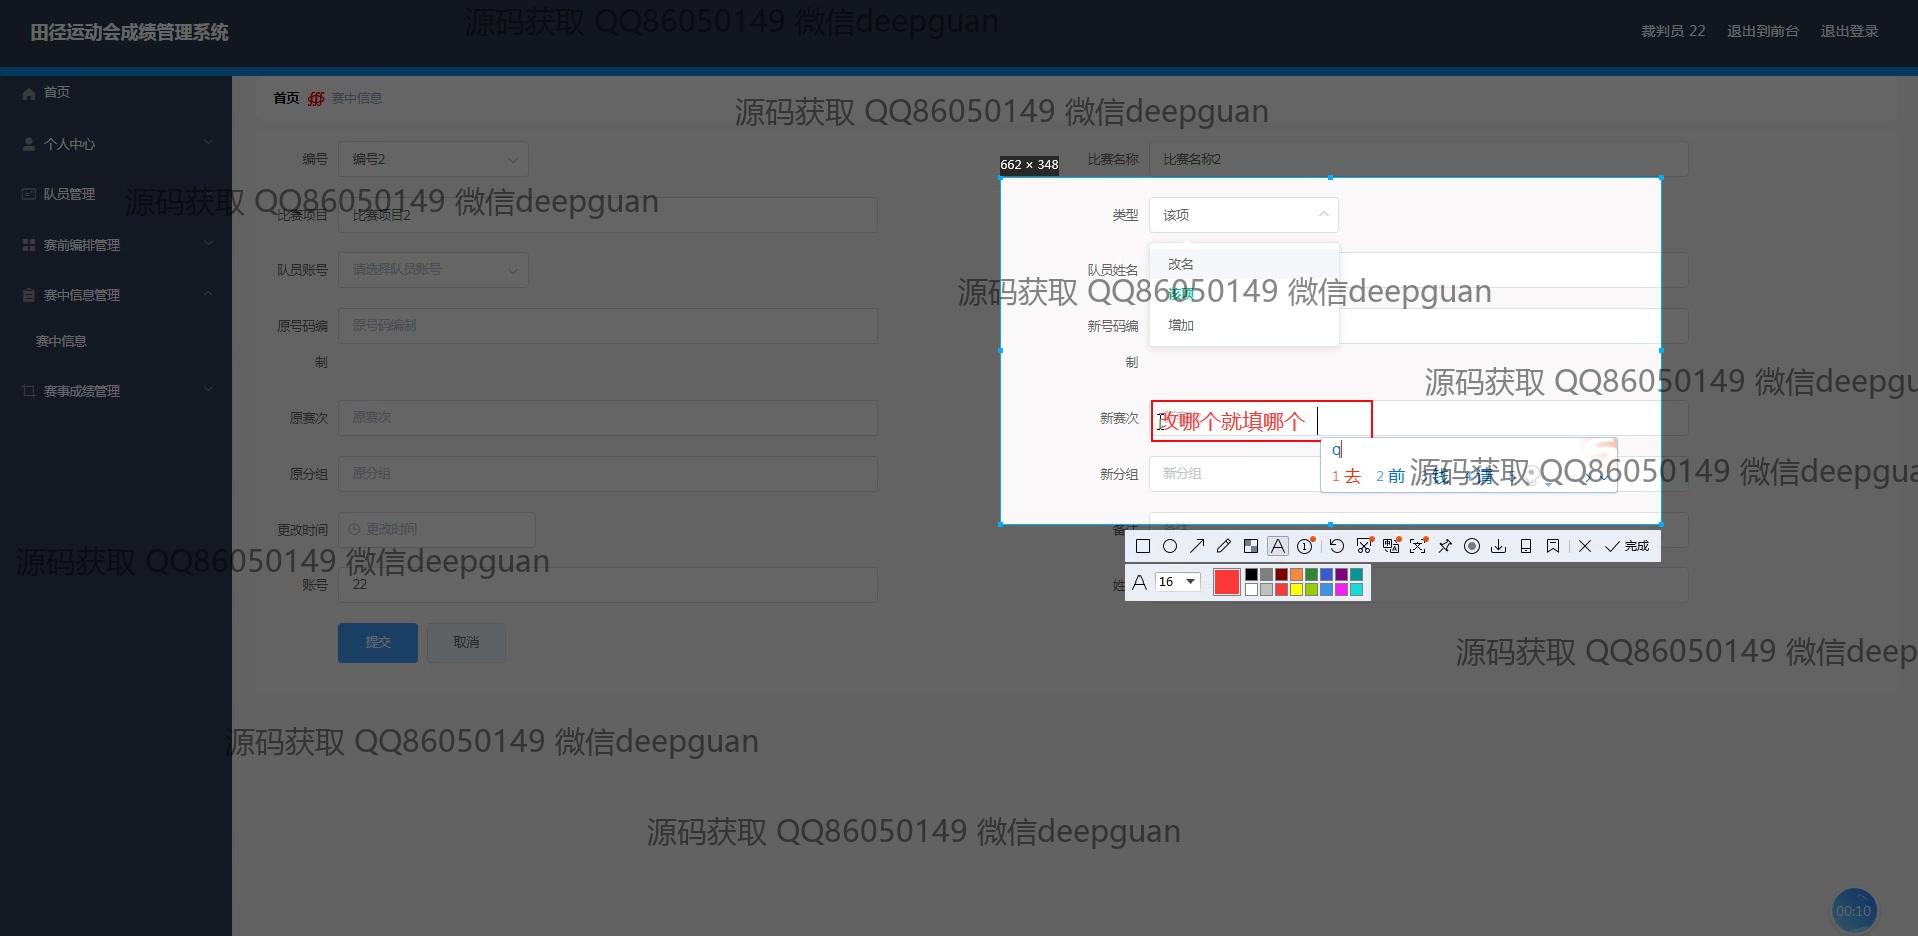 田径运动会成绩管理系统
源码获取 QQ86050149 微信deepguan
裁判员 22
退出到前台
退出登录
首页
首页
赛中信息
源码获取 QQ86050149 微信deepguan
个人中心
编号
编号2
662 × 348
比赛名称
比赛名称2
队员管理
源码获取 QQ86050149 微信deepguan
比赛项目
比赛项目2
类型
该项
赛前编排管理
队员账号
请选择队员账号
队员姓名
改名
赛中信息管理
源码获取 QQ86050149 微信deepguan
该项
原号码编制
原号码编制
新号码编制
增加
赛中信息
源码获取 QQ86050149 微信deepgu
赛事成绩管理
原赛次
原赛次
新赛次
改哪个就填哪个
q
原分组
原分组
新分组
新分组
1 去 2 前 钱 请
源码获取 QQ86050149 微信deepgua
更改时间
更改时间
备注
完成
源码获取 QQ86050149 微信deepguan
账号
22
姓
16
提交
取消
源码获取 QQ86050149 微信deep
源码获取 QQ86050149 微信deepguan
源码获取 QQ86050149 微信deepguan
00:10